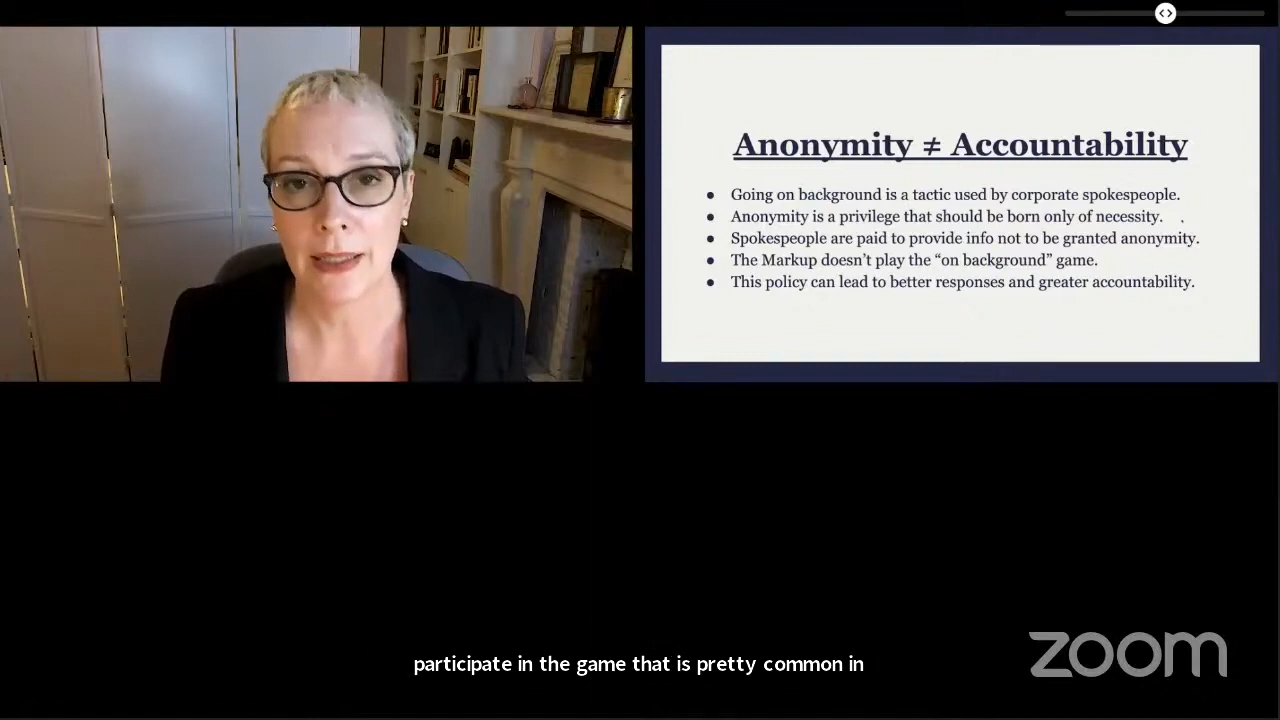 Anonymity ≠ Accountability
● Going on background is a tactic used by corporate spokespeople.
● Anonymity is a privilege that should be born only of necessity. .
● Spokespeople are paid to provide info not to be granted anonymity.
● The Markup doesn’t play the “on background” game.
● This policy can lead to better responses and greater accountability.
participate in the game that is pretty common in
zoom